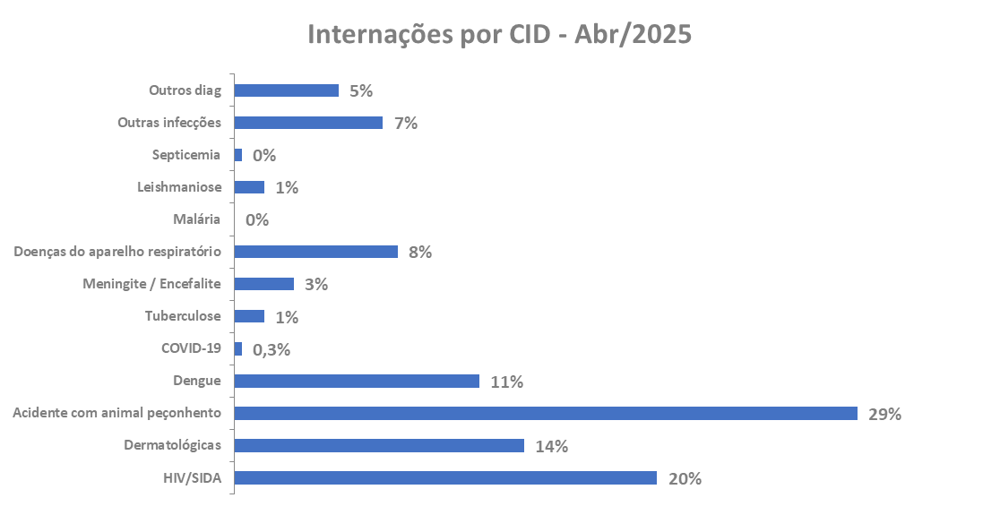 Internações por CID - Abr/2025
Outros diag 5%
Outras infecções 7%
Septicemia 0%
Leishmaniose 1%
Malária 0%
Doenças do aparelho respiratório 8%
Meningite / Encefalite 3%
Tuberculose 1%
COVID-19 0,3%
Dengue 11%
Acidente com animal peçonhento 29%
Dermatológicas 14%
HIV/SIDA 20%